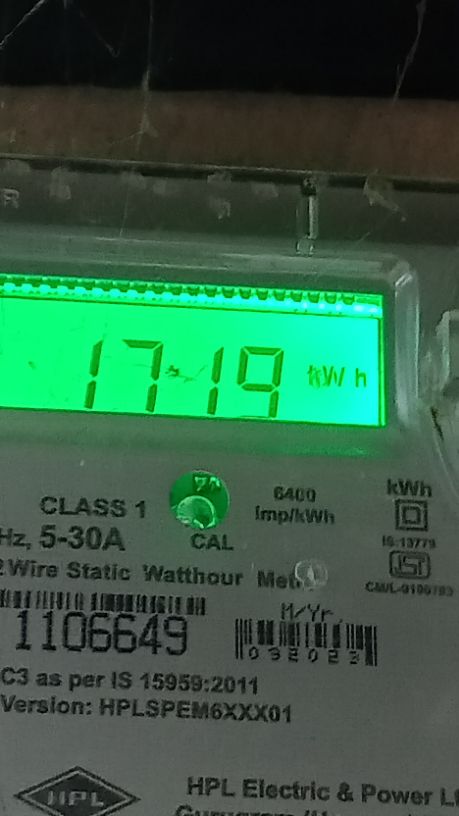 1719 kWh
CLASS 1
6400
Imp/kWh
kWh
Hz, 5-30A
CAL
IS-13779
2 Wire Static Watthour
M/Yr.
1106649
032023
C3 as per IS 15959:2011
Version: HPLSPEM6XXX01
HPL
HPL Electric & Power